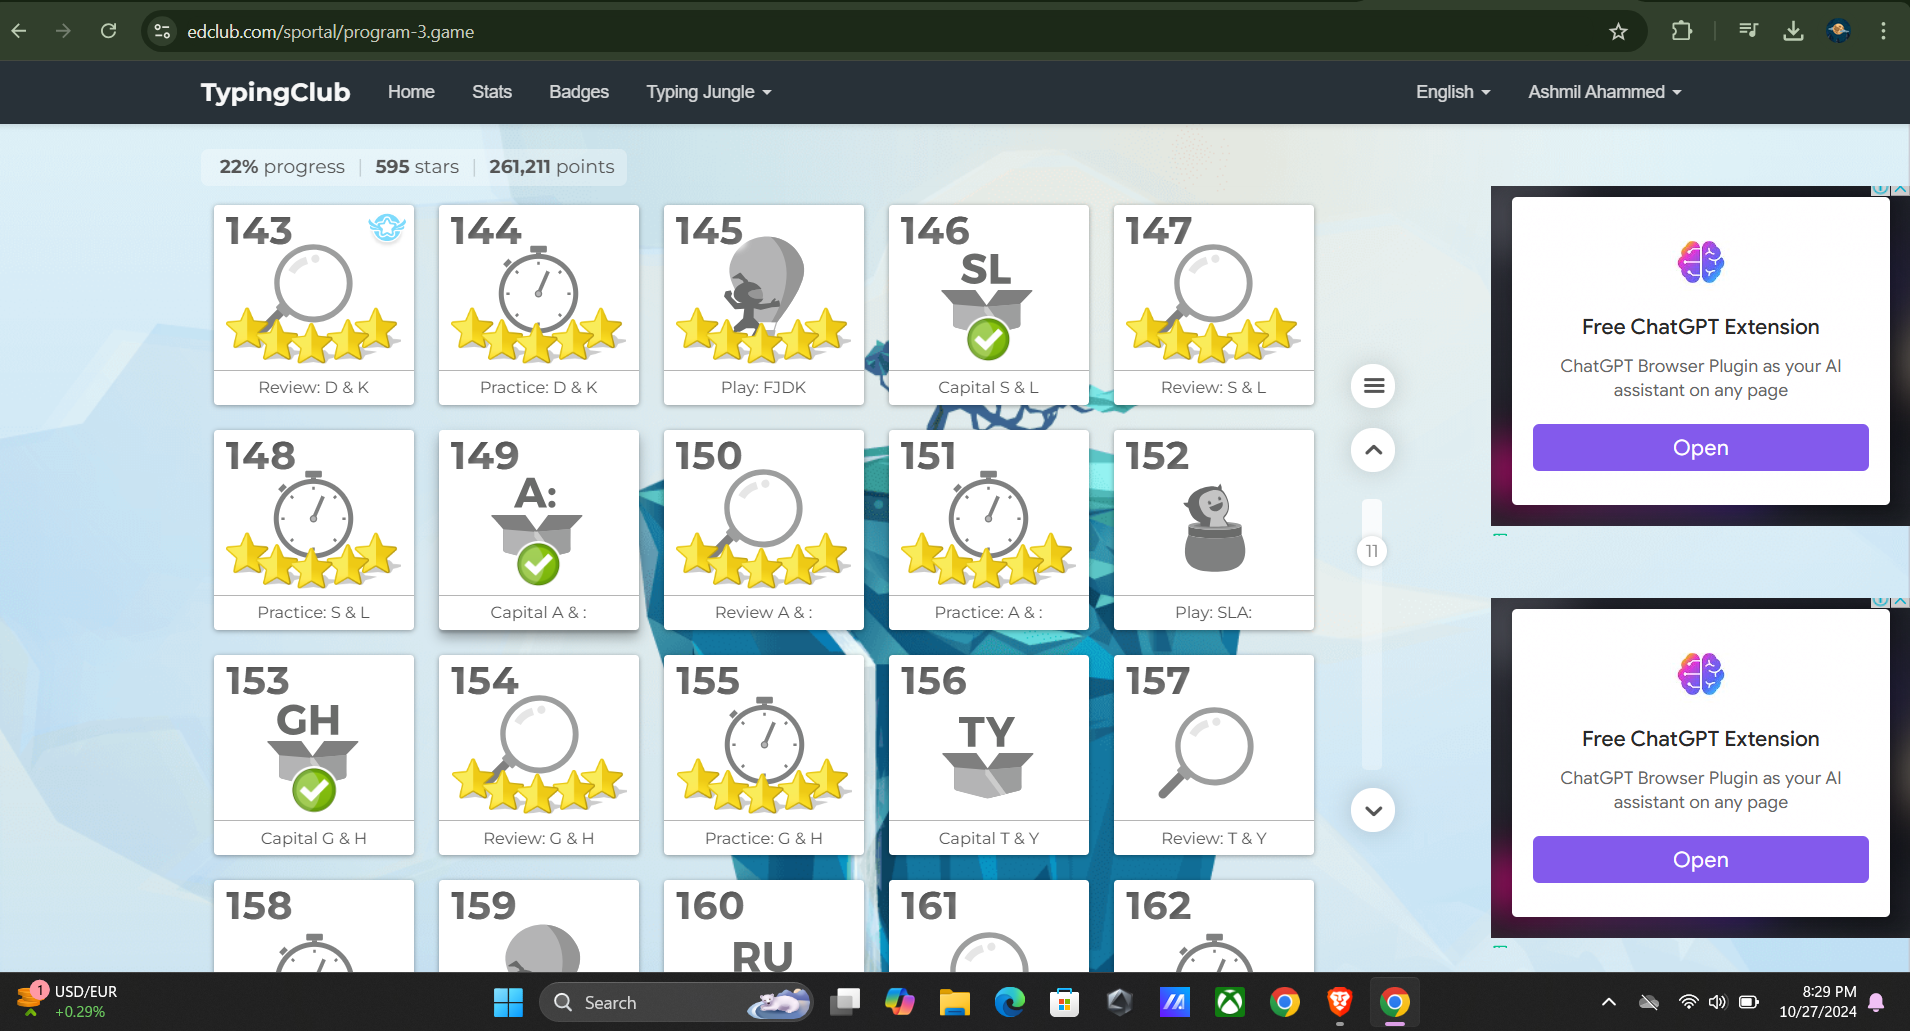 edclub.com/sportal/program-3.game
TypingClub Home Stats Badges Typing Jungle English Ashmil Ahammed
22% progress | 595 stars | 261,211 points
143 144 145 146 147
SL
Review: D & K Practice: D & K Play: FJDK Capital S & L Review: S & L
148 149 150 151 152
A:
Practice: S & L Capital A & : Review A & : Practice: A & : Play: SLA:
11
153 154 155 156 157
GH TY
Capital G & H Review: G & H Practice: G & H Capital T & Y Review: T & Y
158 159 160 161 162
RU
Free ChatGPT Extension
ChatGPT Browser Plugin as your AI
assistant on any page
Open
Free ChatGPT Extension
ChatGPT Browser Plugin as your AI
assistant on any page
Open
1 USD/EUR
+0.29%
Search
8:29 PM
10/27/2024